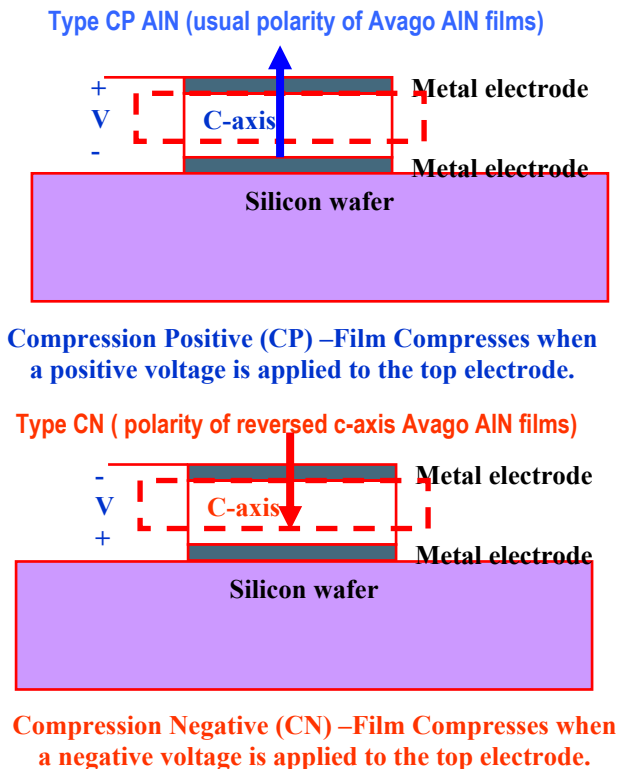 Type CP AlN (usual polarity of Avago AlN films)
+
Metal electrode
V
C-axis
-
Metal electrode
Silicon wafer
Compression Positive (CP) –Film Compresses when
a positive voltage is applied to the top electrode.
Type CN ( polarity of reversed c-axis Avago AlN films)
-
Metal electrode
V
C-axis
+
Metal electrode
Silicon wafer
Compression Negative (CN) –Film Compresses when
a negative voltage is applied to the top electrode.